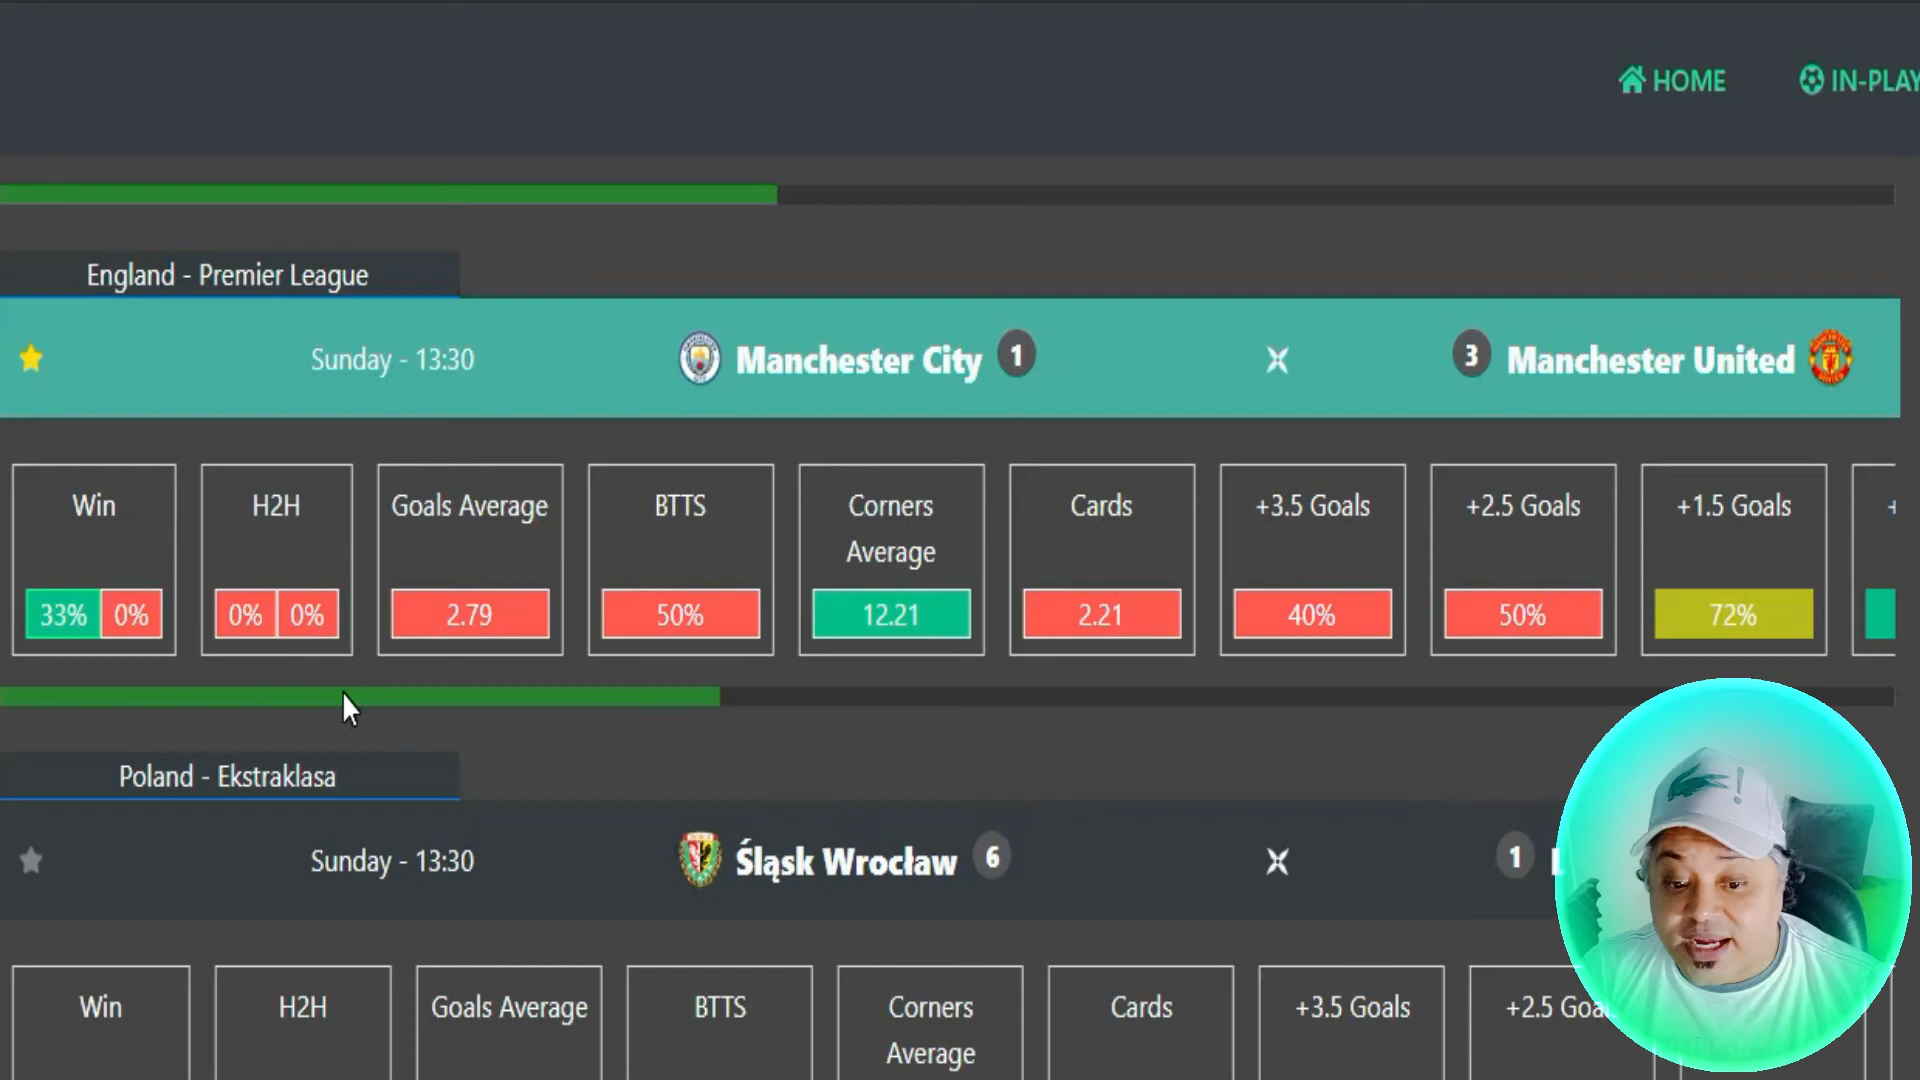 HOME IN-PLAY
England - Premier League
Sunday - 13:30 Manchester City 1 3 Manchester United
Win H2H Goals Average BTTS Corners Average Cards +3.5 Goals +2.5 Goals +1.5 Goals +
33% 0% 0% 0% 2.79 50% 12.21 2.21 40% 50% 72%
Poland - Ekstraklasa
Sunday - 13:30 Śląsk Wrocław 6 1 L
Win H2H Goals Average BTTS Corners Average Cards +3.5 Goals +2.5 Goals